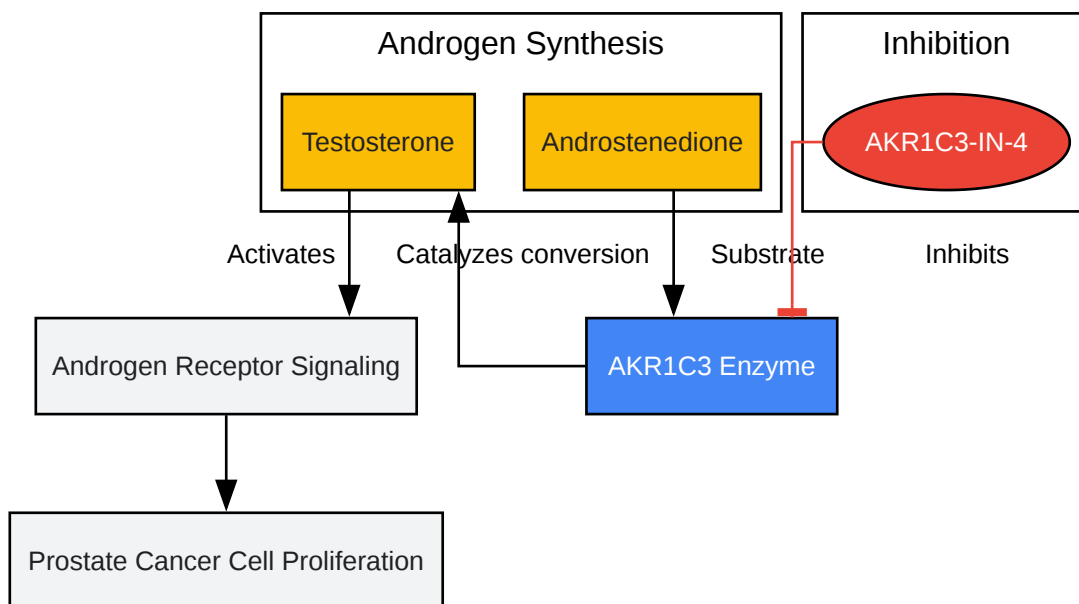 Androgen Synthesis
Inhibition
Testosterone
Androstenedione
AKR1C3-IN-4
Activates
Catalyzes conversion
Substrate
Inhibits
Androgen Receptor Signaling
AKR1C3 Enzyme
Prostate Cancer Cell Proliferation